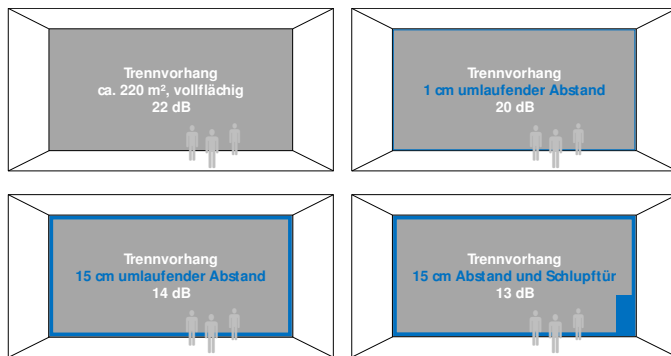 Trennvorhang
ca. 220 m², vollflächig
22 dB
Trennvorhang
1 cm umlaufender Abstand
20 dB
Trennvorhang
15 cm umlaufender Abstand
14 dB
Trennvorhang
15 cm Abstand und Schlupftür
13 dB